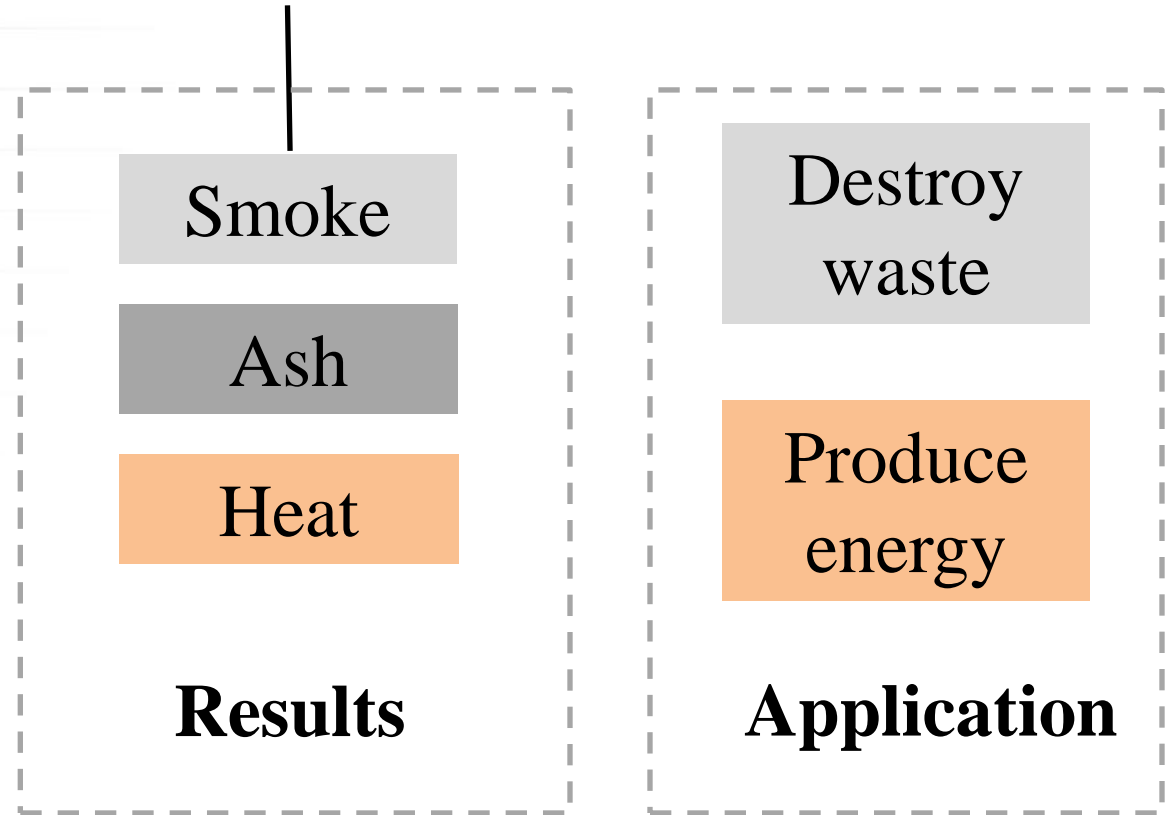 Smoke
Ash
Heat
Results
Destroy
waste
Produce
energy
Application